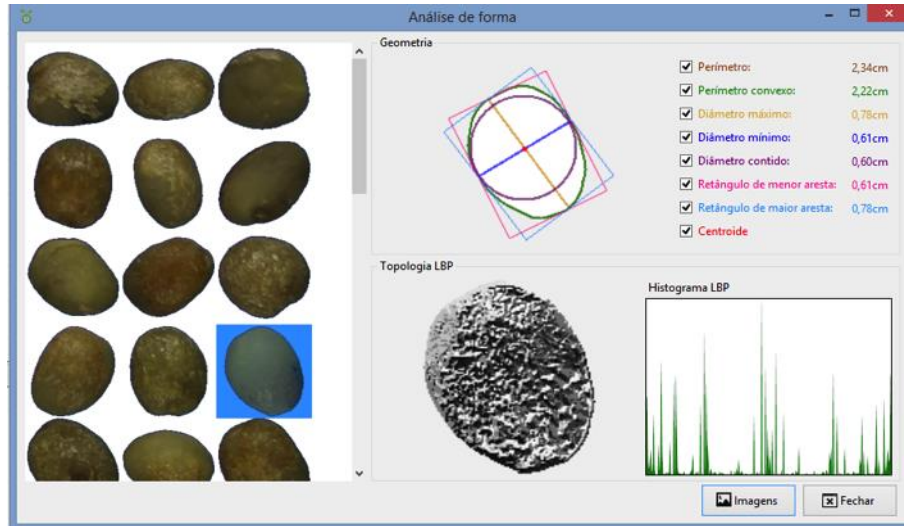 Análise de forma
Geometria
Perímetro: 2,34cm
Perímetro convexo: 2,22cm
Diâmetro máximo: 0,78cm
Diâmetro mínimo: 0,61cm
Diâmetro contido: 0,60cm
Retângulo de menor aresta: 0,61cm
Retângulo de maior aresta: 0,78cm
Centroide
Topologia LBP
Histograma LBP
Imagens
Fechar